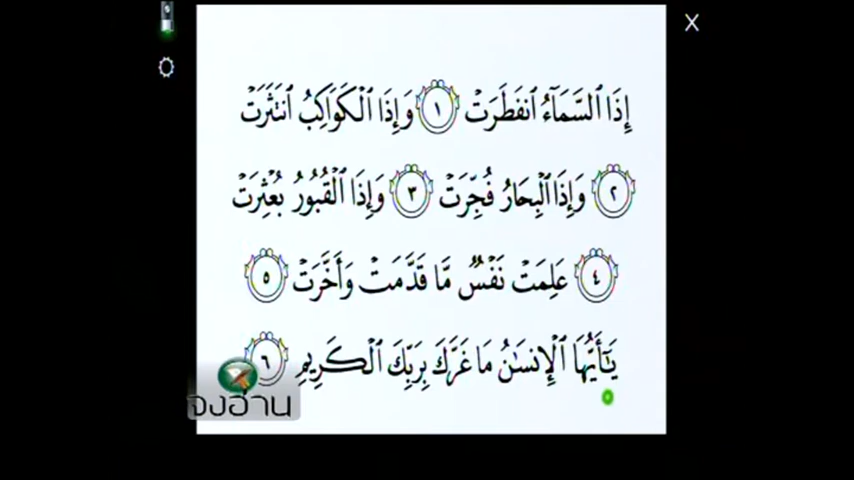 إِذَا ٱلسَّمَآءُ ٱنفَطَرَتْ ١ وَإِذَا ٱلْكَوَاكِبُ ٱنتَثَرَتْ
٢ وَإِذَا ٱلْبِحَارُ فُجِّرَتْ ٣ وَإِذَا ٱلْقُبُورُ بُعْثِرَتْ
٤ عَلِمَتْ نَفْسٌ مَّا قَدَّمَتْ وَأَخَّرَتْ ٥
يَٰٓأَيُّهَا ٱلْإِنسَٰنُ مَا غَرَّكَ بِرَبِّكَ ٱلْكَرِيمِ ٦
จงอ่าน
X